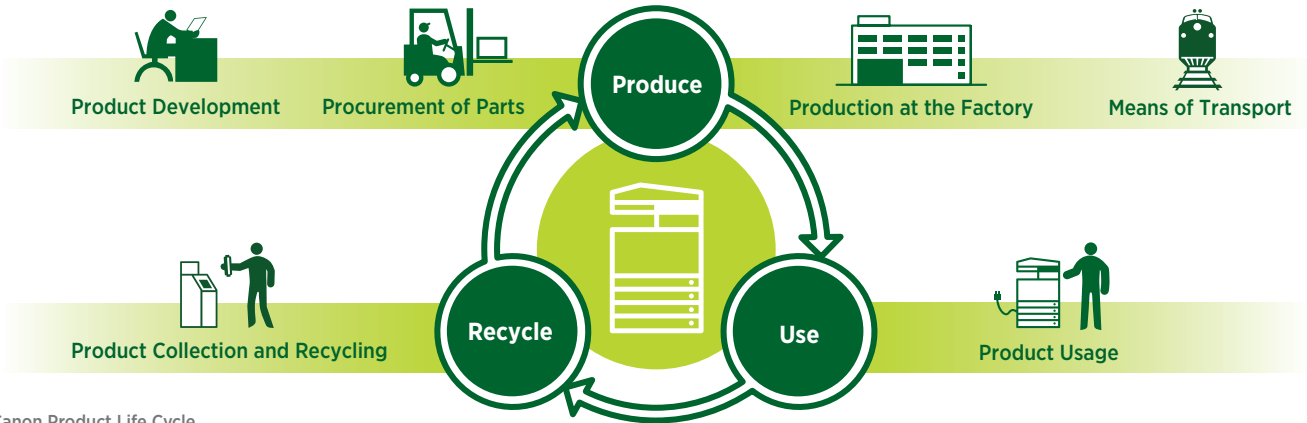 Produce
Product Development
Procurement of Parts
Production at the Factory
Means of Transport
Recycle
Use
Product Collection and Recycling
Product Usage
Canon Product Life Cycle